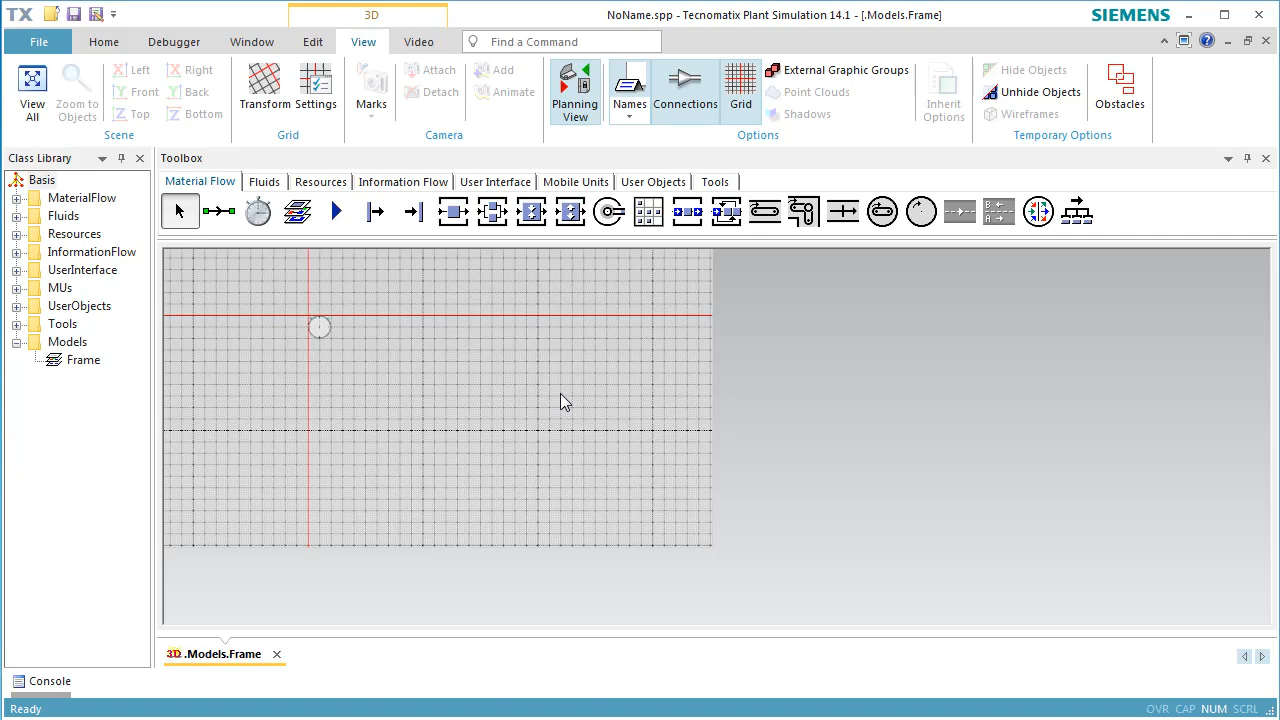 TX
3D
NoName.spp - Tecnomatix Plant Simulation 14.1 - [.Models.Frame]
SIEMENS
File
Home
Debugger
Window
Edit
View
Video
Find a Command
View All
Zoom to Objects
Left
Front
Top
Right
Back
Bottom
Scene
Transform
Settings
Grid
Marks
Attach
Detach
Add
Animate
Camera
Planning View
Names
Connections
Grid
External Graphic Groups
Point Clouds
Shadows
Inherit Options
Options
Hide Objects
Unhide Objects
Wireframes
Obstacles
Temporary Options
Class Library
Basis
MaterialFlow
Fluids
Resources
InformationFlow
UserInterface
MUs
UserObjects
Tools
Models
Frame
Toolbox
Material Flow
Fluids
Resources
Information Flow
User Interface
Mobile Units
User Objects
Tools
3D .Models.Frame
Console
Ready
OVR CAP NUM SCRL